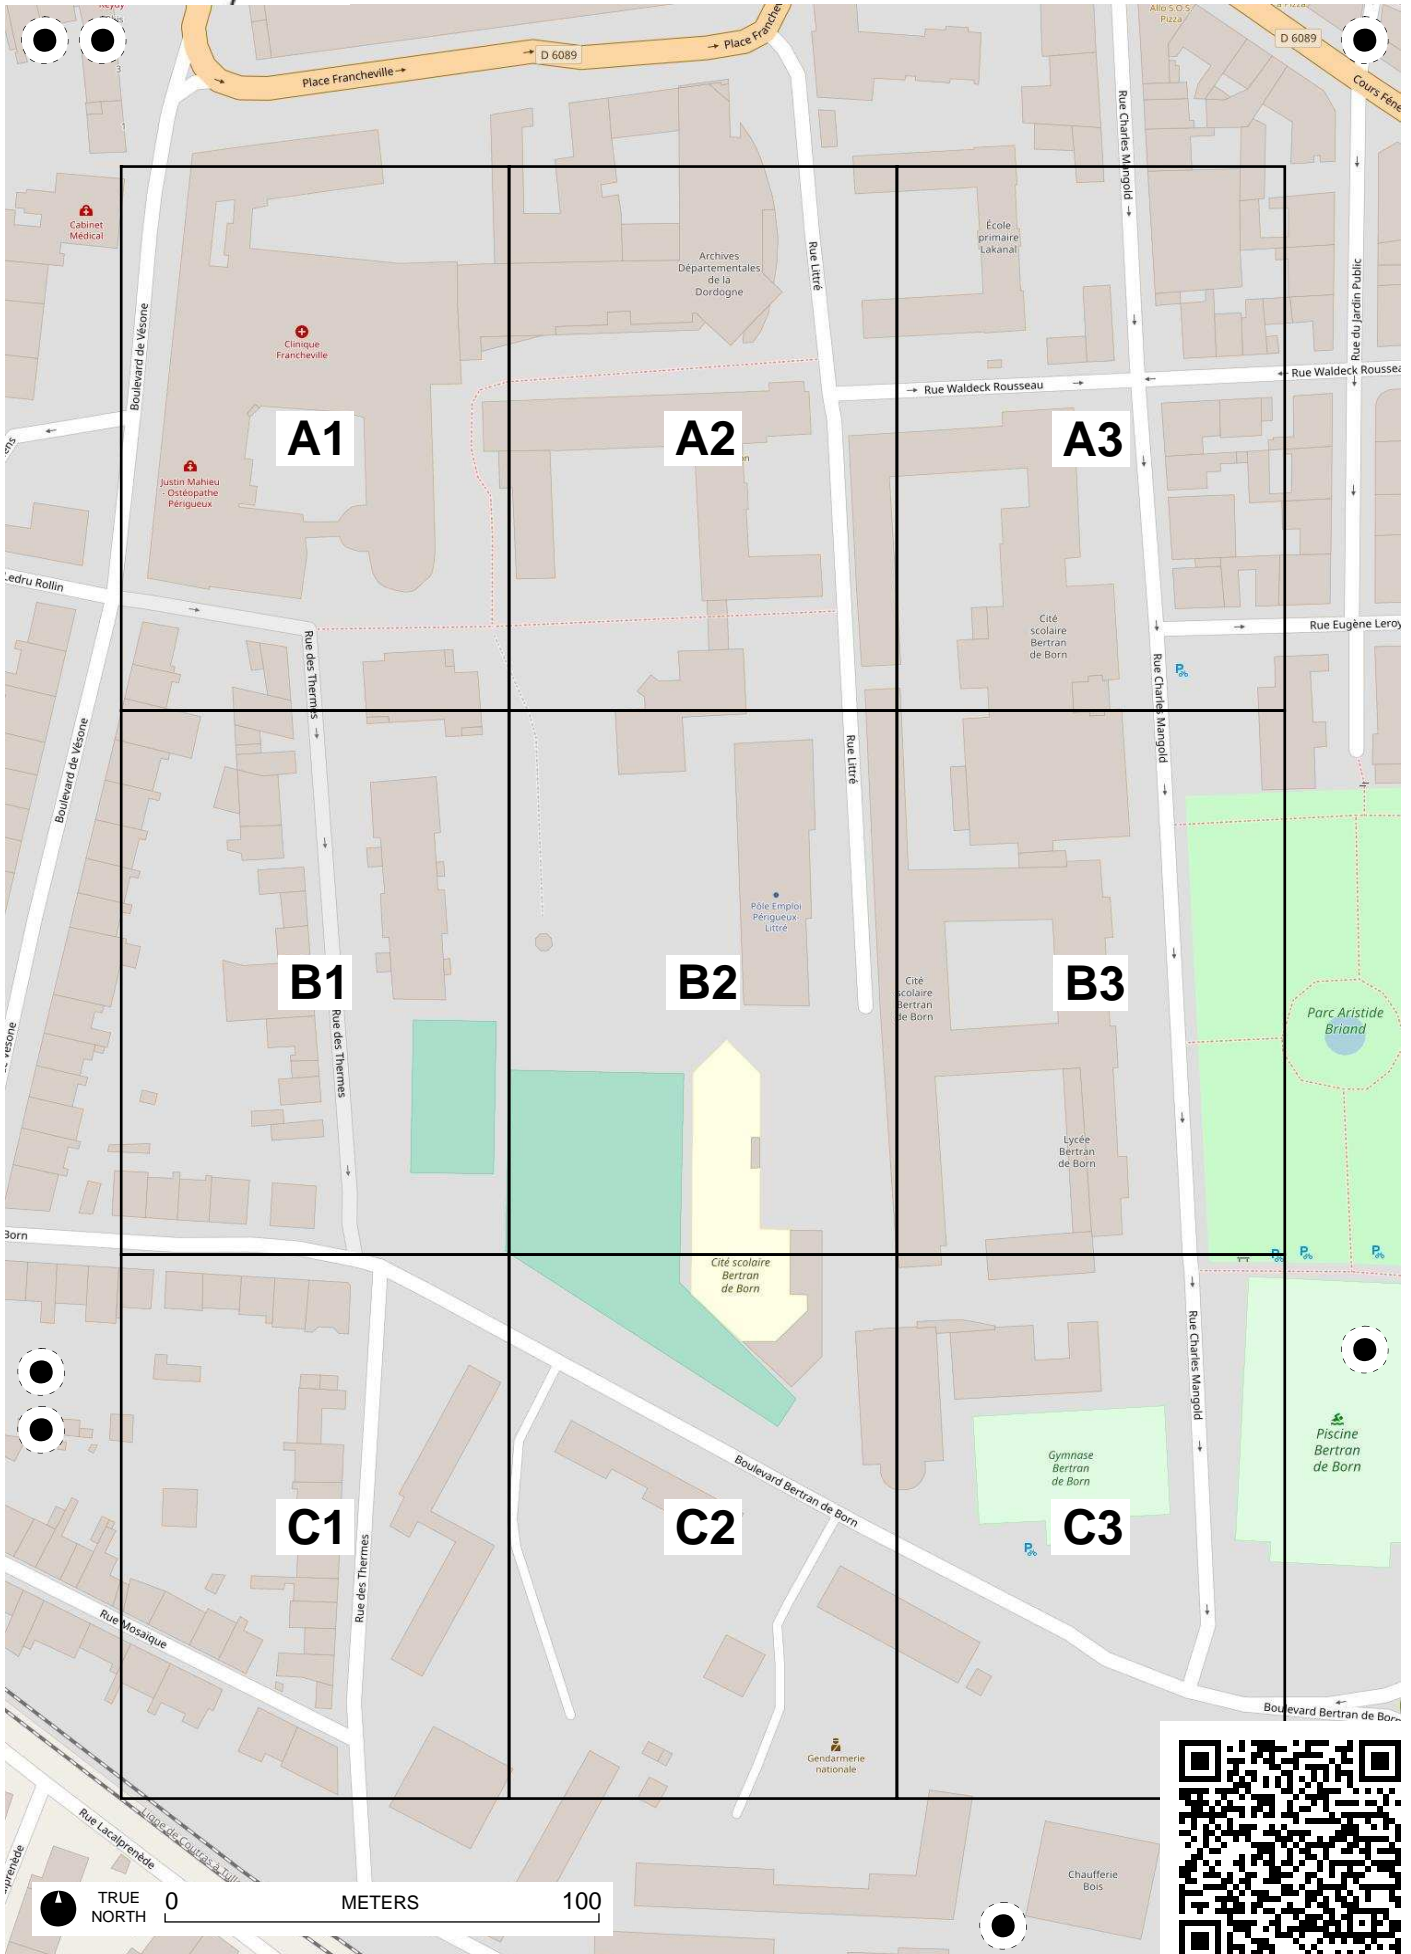 Allo S.O.S.
Pizza
D 6089
D 6089
Place Francheville
Cours
Rue Charles Mangold
Cabinet
Médical
École
primaire
Lakanal
Archives
Départementales
de la
Dordogne
Rue Littré
Boulevard de Vésone
Rue du Jardin Public
Clinique
Francheville
Rue Waldeck Rousseau
Rue Waldeck
A1
A2
A3
Justin Mahieu
- Ostéopathe
Périgueux
Ledru Rollin
Cité
scolaire
Bertran
de Born
Rue Eugène Leroy
Rue des Thermes
Rue Charles Mangold
Boulevard de Vésone
Rue Littré
Pôle Emploi
Périgueux-
Littré
B1
B2
B3
Cité
scolaire
Bertran
de Born
Parc Aristide
Briand
Rue des Thermes
Vésone
Lycée
Bertran
de Born
Born
Cité scolaire
Bertran
de Born
Rue Charles Mangold
Piscine
Bertran
de Born
Gymnase
Bertran
de Born
Boulevard Bertran de Born
C1
C2
C3
Rue des Thermes
Rue Mosaïque
Boulevard Bertran de Born
Gendarmerie
nationale
Rue Lacalprenède
Ligne de Coutras à
Chaufferie
Bois
TRUE
NORTH
0 METERS 100